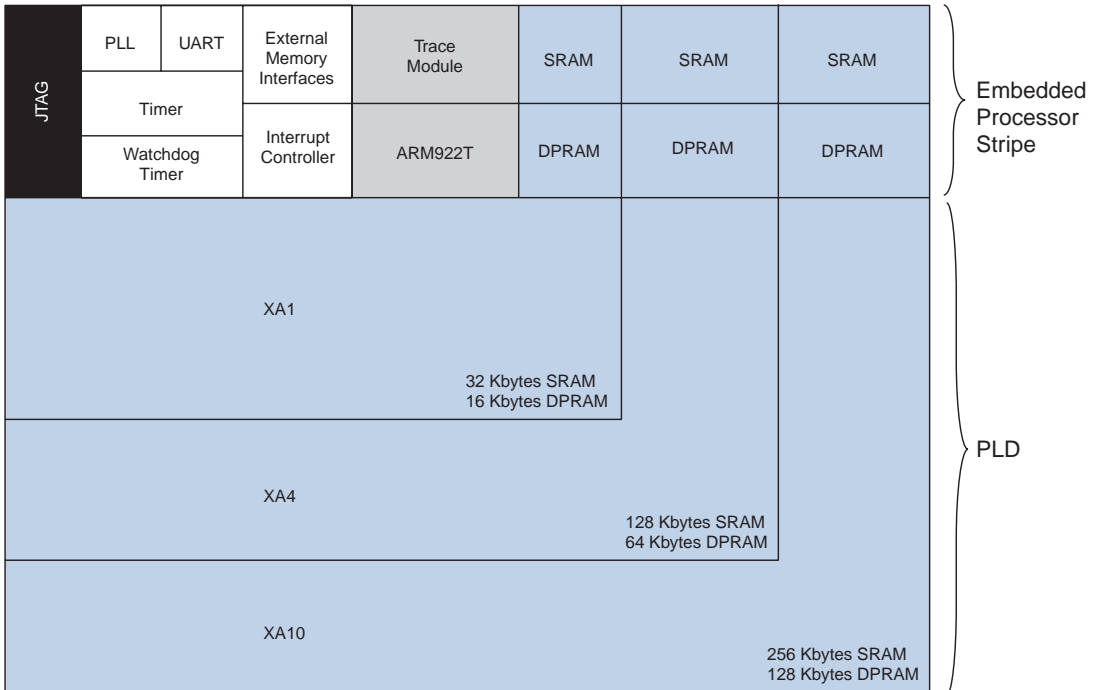 JTAG
PLL
UART
External
Memory
Interfaces
Trace
Module
SRAM
SRAM
SRAM
Timer
Watchdog
Timer
Interrupt
Controller
ARM922T
DPRAM
DPRAM
DPRAM
Embedded
Processor
Stripe
XA1
32 Kbytes SRAM
16 Kbytes DPRAM
PLD
XA4
128 Kbytes SRAM
64 Kbytes DPRAM
XA10
256 Kbytes SRAM
128 Kbytes DPRAM